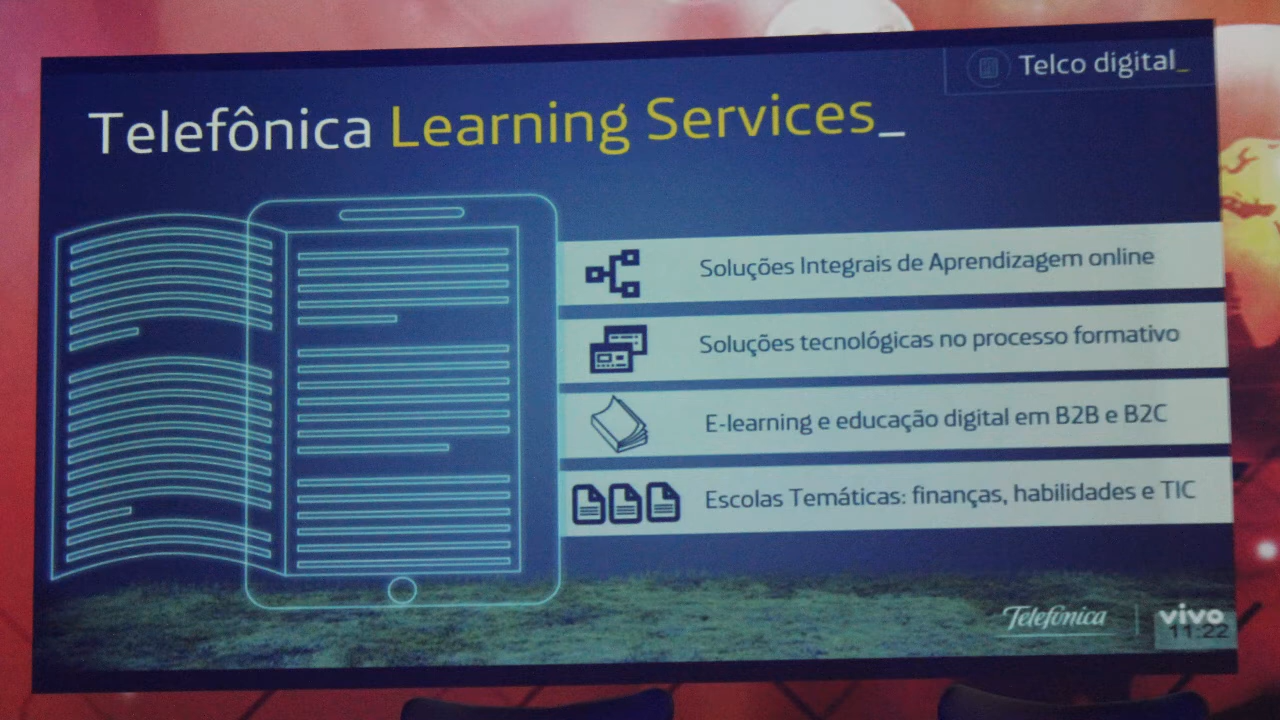 Telco digital_
Telefônica Learning Services_
Soluções Integrais de Aprendizagem online
Soluções tecnológicas no processo formativo
E-learning e educação digital em B2B e B2C
Escolas Temáticas: finanças, habilidades e TIC
Telefónica | vivo
11:22